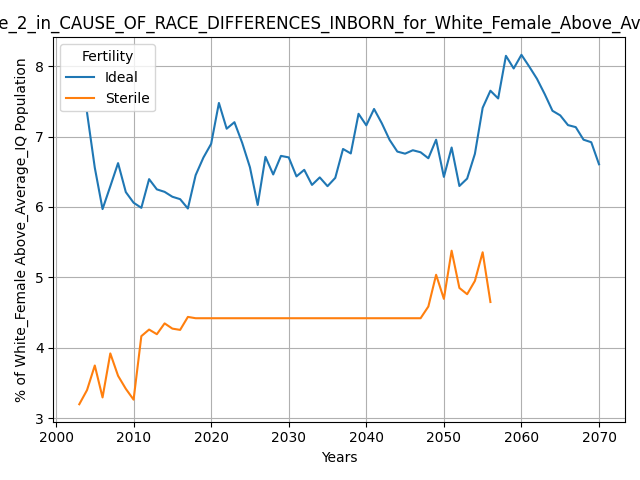 e_2_in_CAUSE_OF_RACE_DIFFERENCES_INBORN_for_White_Female_Above_Av
Fertility
Ideal
Sterile
% of White_Female Above_Average_IQ Population
8
7
6
5
4
3
2000 2010 2020 2030 2040 2050 2060 2070
Years